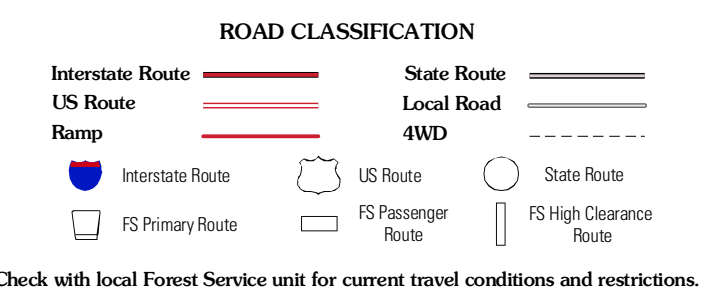 ROAD CLASSIFICATION
Interstate Route
State Route
US Route
Local Road
Ramp
4WD
Interstate Route
US Route
State Route
FS Primary Route
FS Passenger
Route
FS High Clearance
Route
Check with local Forest Service unit for current travel conditions and restrictions.